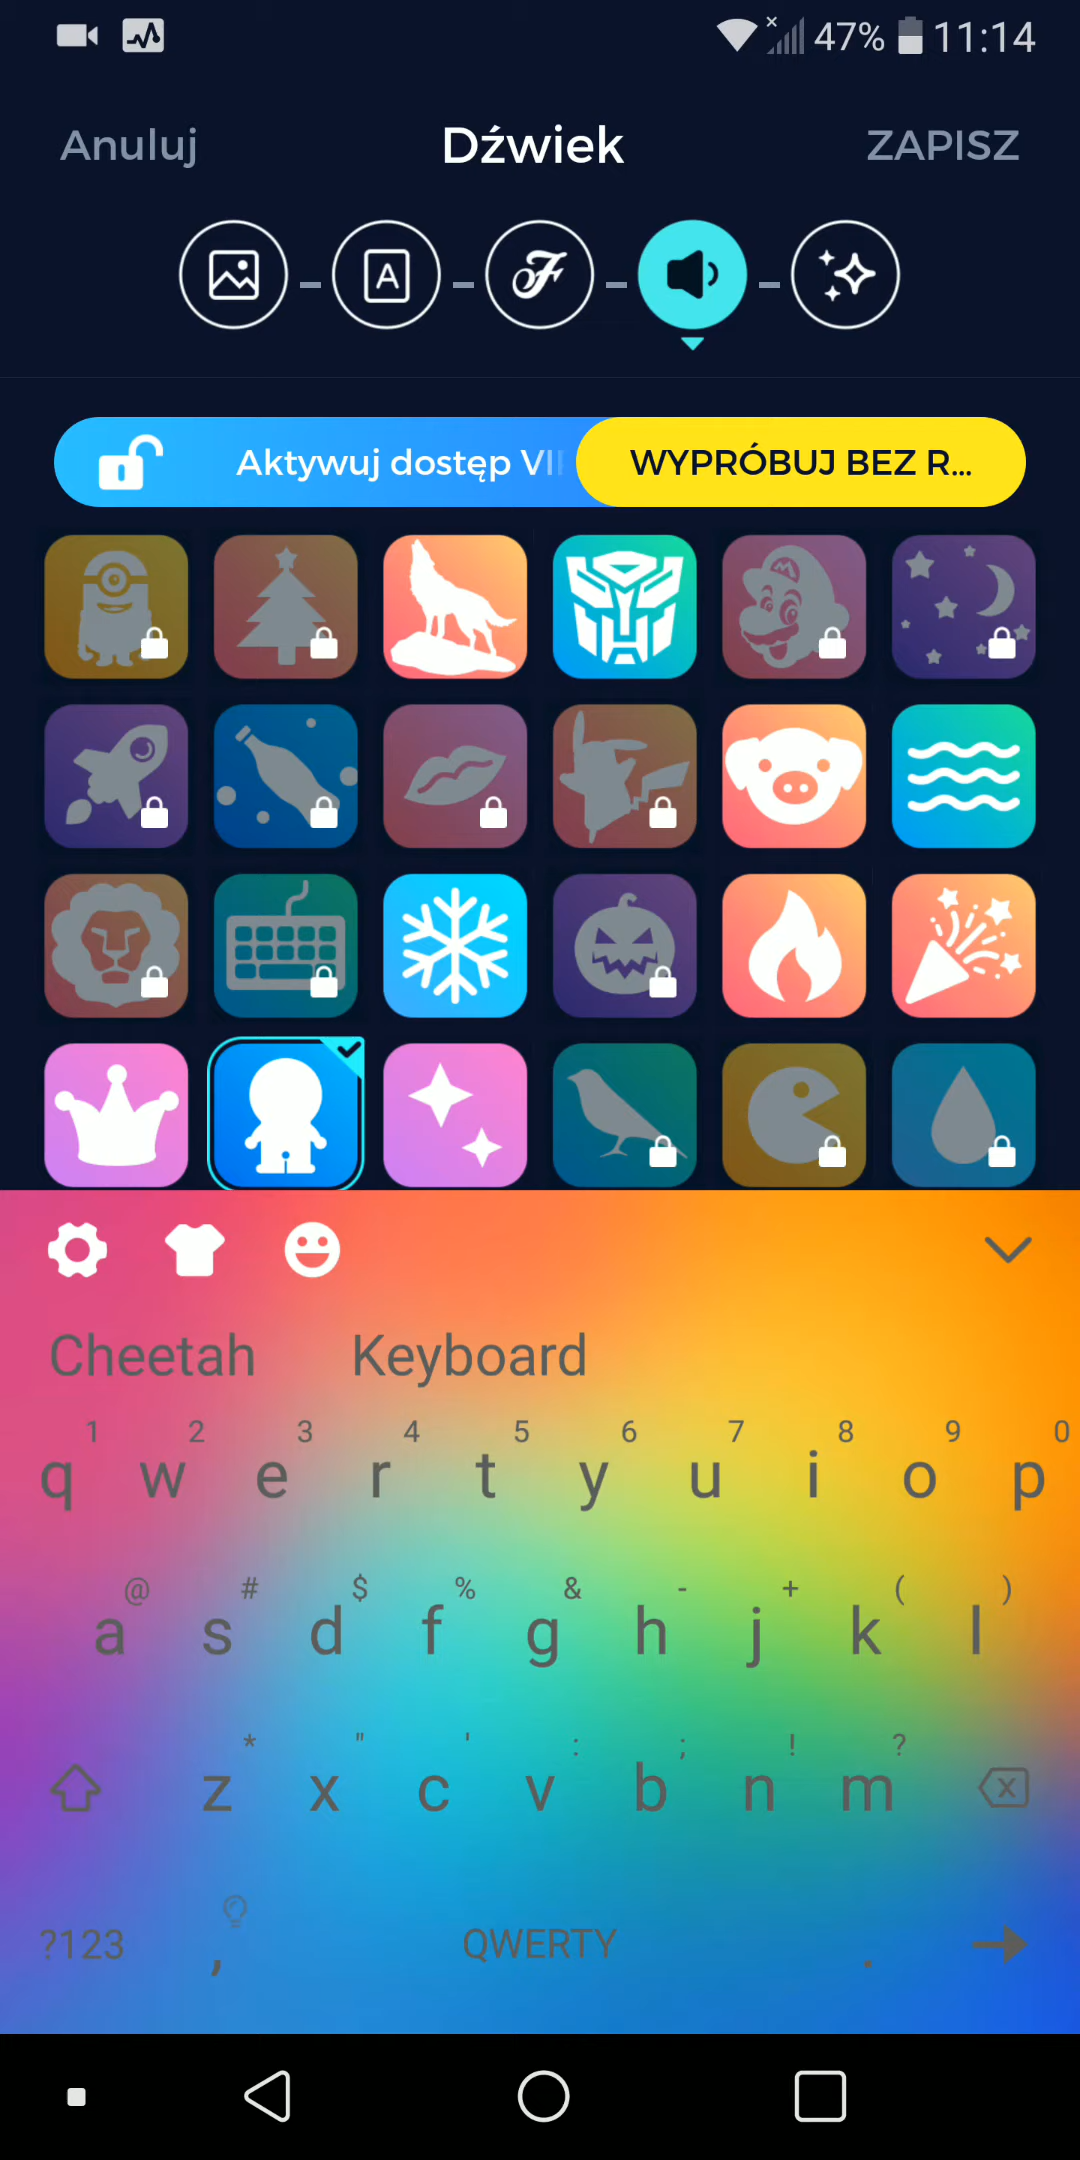 47% 11:14
Anuluj Dźwiek ZAPISZ
Aktywuj dostęp VI WYPRÓBUJ BEZ R...
Cheetah Keyboard
1 2 3 4 5 6 7 8 9 0
q w e r t y u i o p
@ # $ % & - + ( )
a s d f g h j k l
* " ' : ; ! ?
z x c v b n m
?123 , QWERTY .